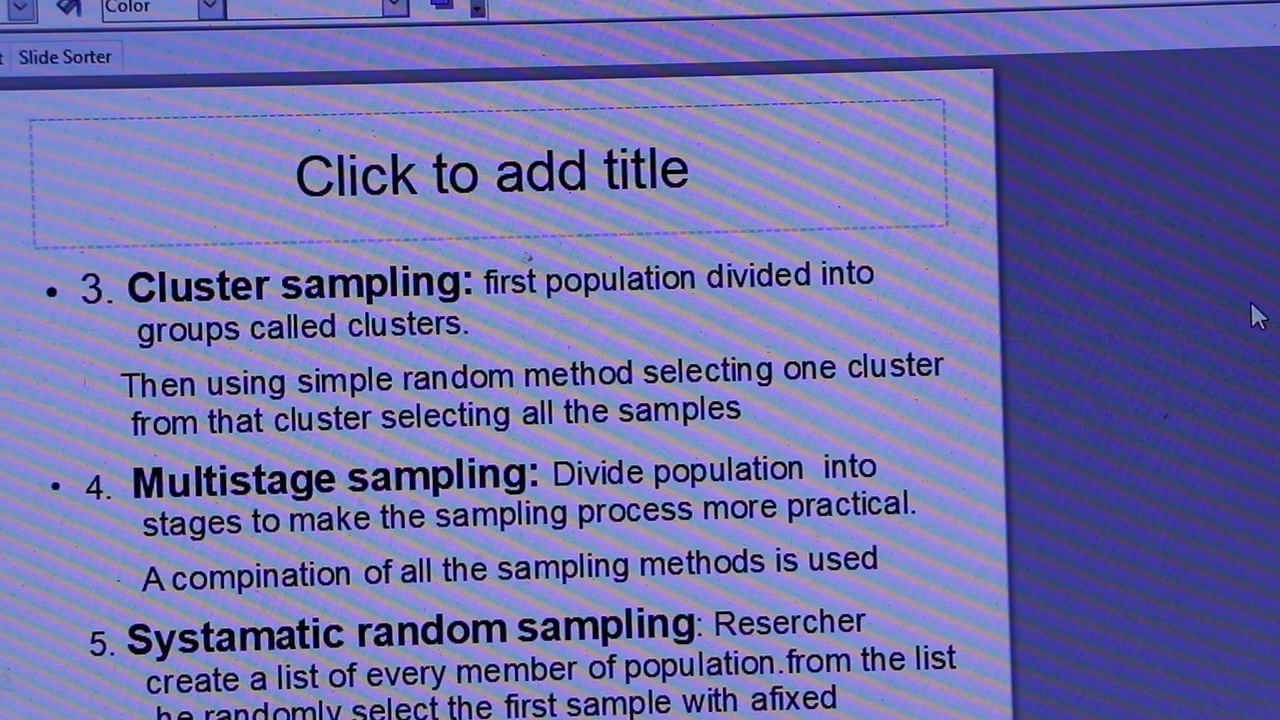 Color
Slide Sorter
Click to add title
• 3. Cluster sampling: first population divided into
groups called clusters.
Then using simple random method selecting one cluster
from that cluster selecting all the samples
• 4. Multistage sampling: Divide population into
stages to make the sampling process more practical.
A compination of all the sampling methods is used
5. Systamatic random sampling: Resercher
create a list of every member of population.from the list
he randomly select the first sample with afixed